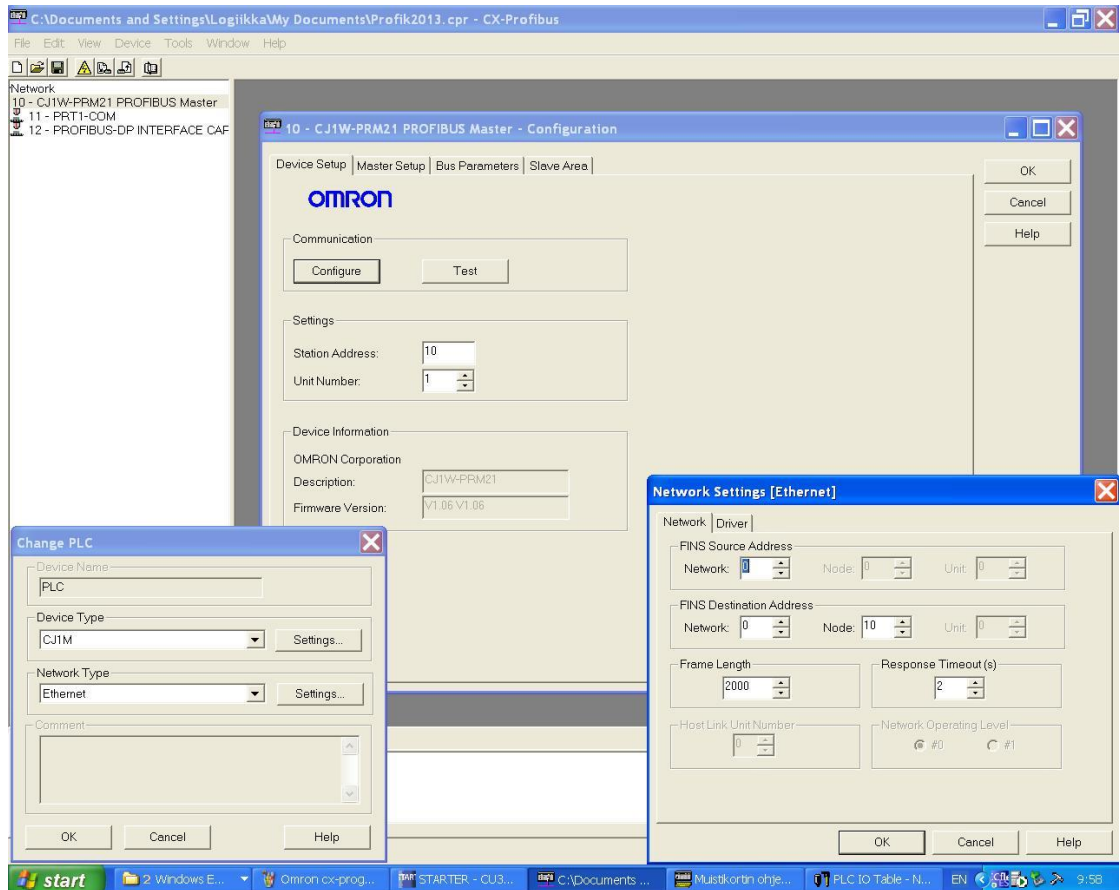 C:\Documents and Settings\Logiikka\My Documents\Profik2013.cpr - CX-Profibus
File Edit View Device Tools Window Help
Network
10 - CJ1W-PRM21 PROFIBUS Master
11 - PRT1-COM
12 - PROFIBUS-DP INTERFACE CAF
10 - CJ1W-PRM21 PROFIBUS Master - Configuration
Device Setup Master Setup Bus Parameters Slave Area
OMRON
Communication
Configure Test
Settings
Station Address: 10
Unit Number: 1
Device Information
OMRON Corporation
Description: CJ1W-PRM21
Firmware Version: V1.06 V1.06
OK
Cancel
Help
Change PLC
Device Name
PLC
Device Type
CJ1M Settings...
Network Type
Ethernet Settings...
Comment
OK Cancel Help
Network Settings [Ethernet]
Network Driver
FINS Source Address
Network: 0 Node: 0 Unit: 0
FINS Destination Address
Network: 0 Node: 10 Unit: 0
Frame Length Response Timeout (s)
2000 2
Host Link Unit Number Network Operating Level
0 #0 #1
OK Cancel Help
start 2 Windows E... Omron cx-prog... STARTER - CU3... C:\Documents ... Muistikortin ohje... PLC IO Table - N... EN 9:58